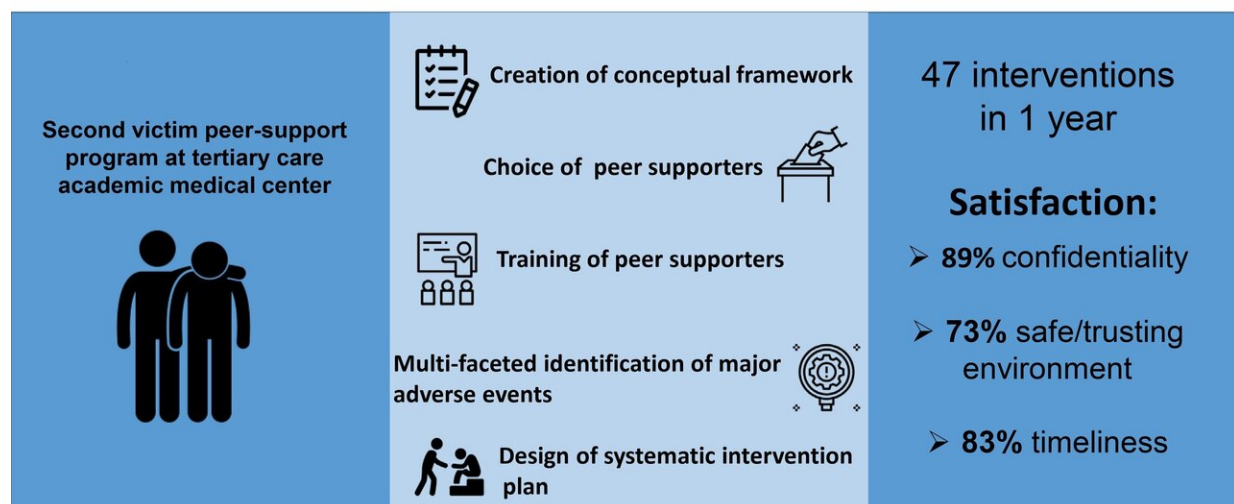 Second victim peer-support
program at tertiary care
academic medical center
Creation of conceptual framework
Choice of peer supporters
Training of peer supporters
Multi-faceted identification of major
adverse events
Design of systematic intervention
plan
47 interventions
in 1 year
Satisfaction:
➢ 89% confidentiality
➢ 73% safe/trusting
environment
➢ 83% timeliness